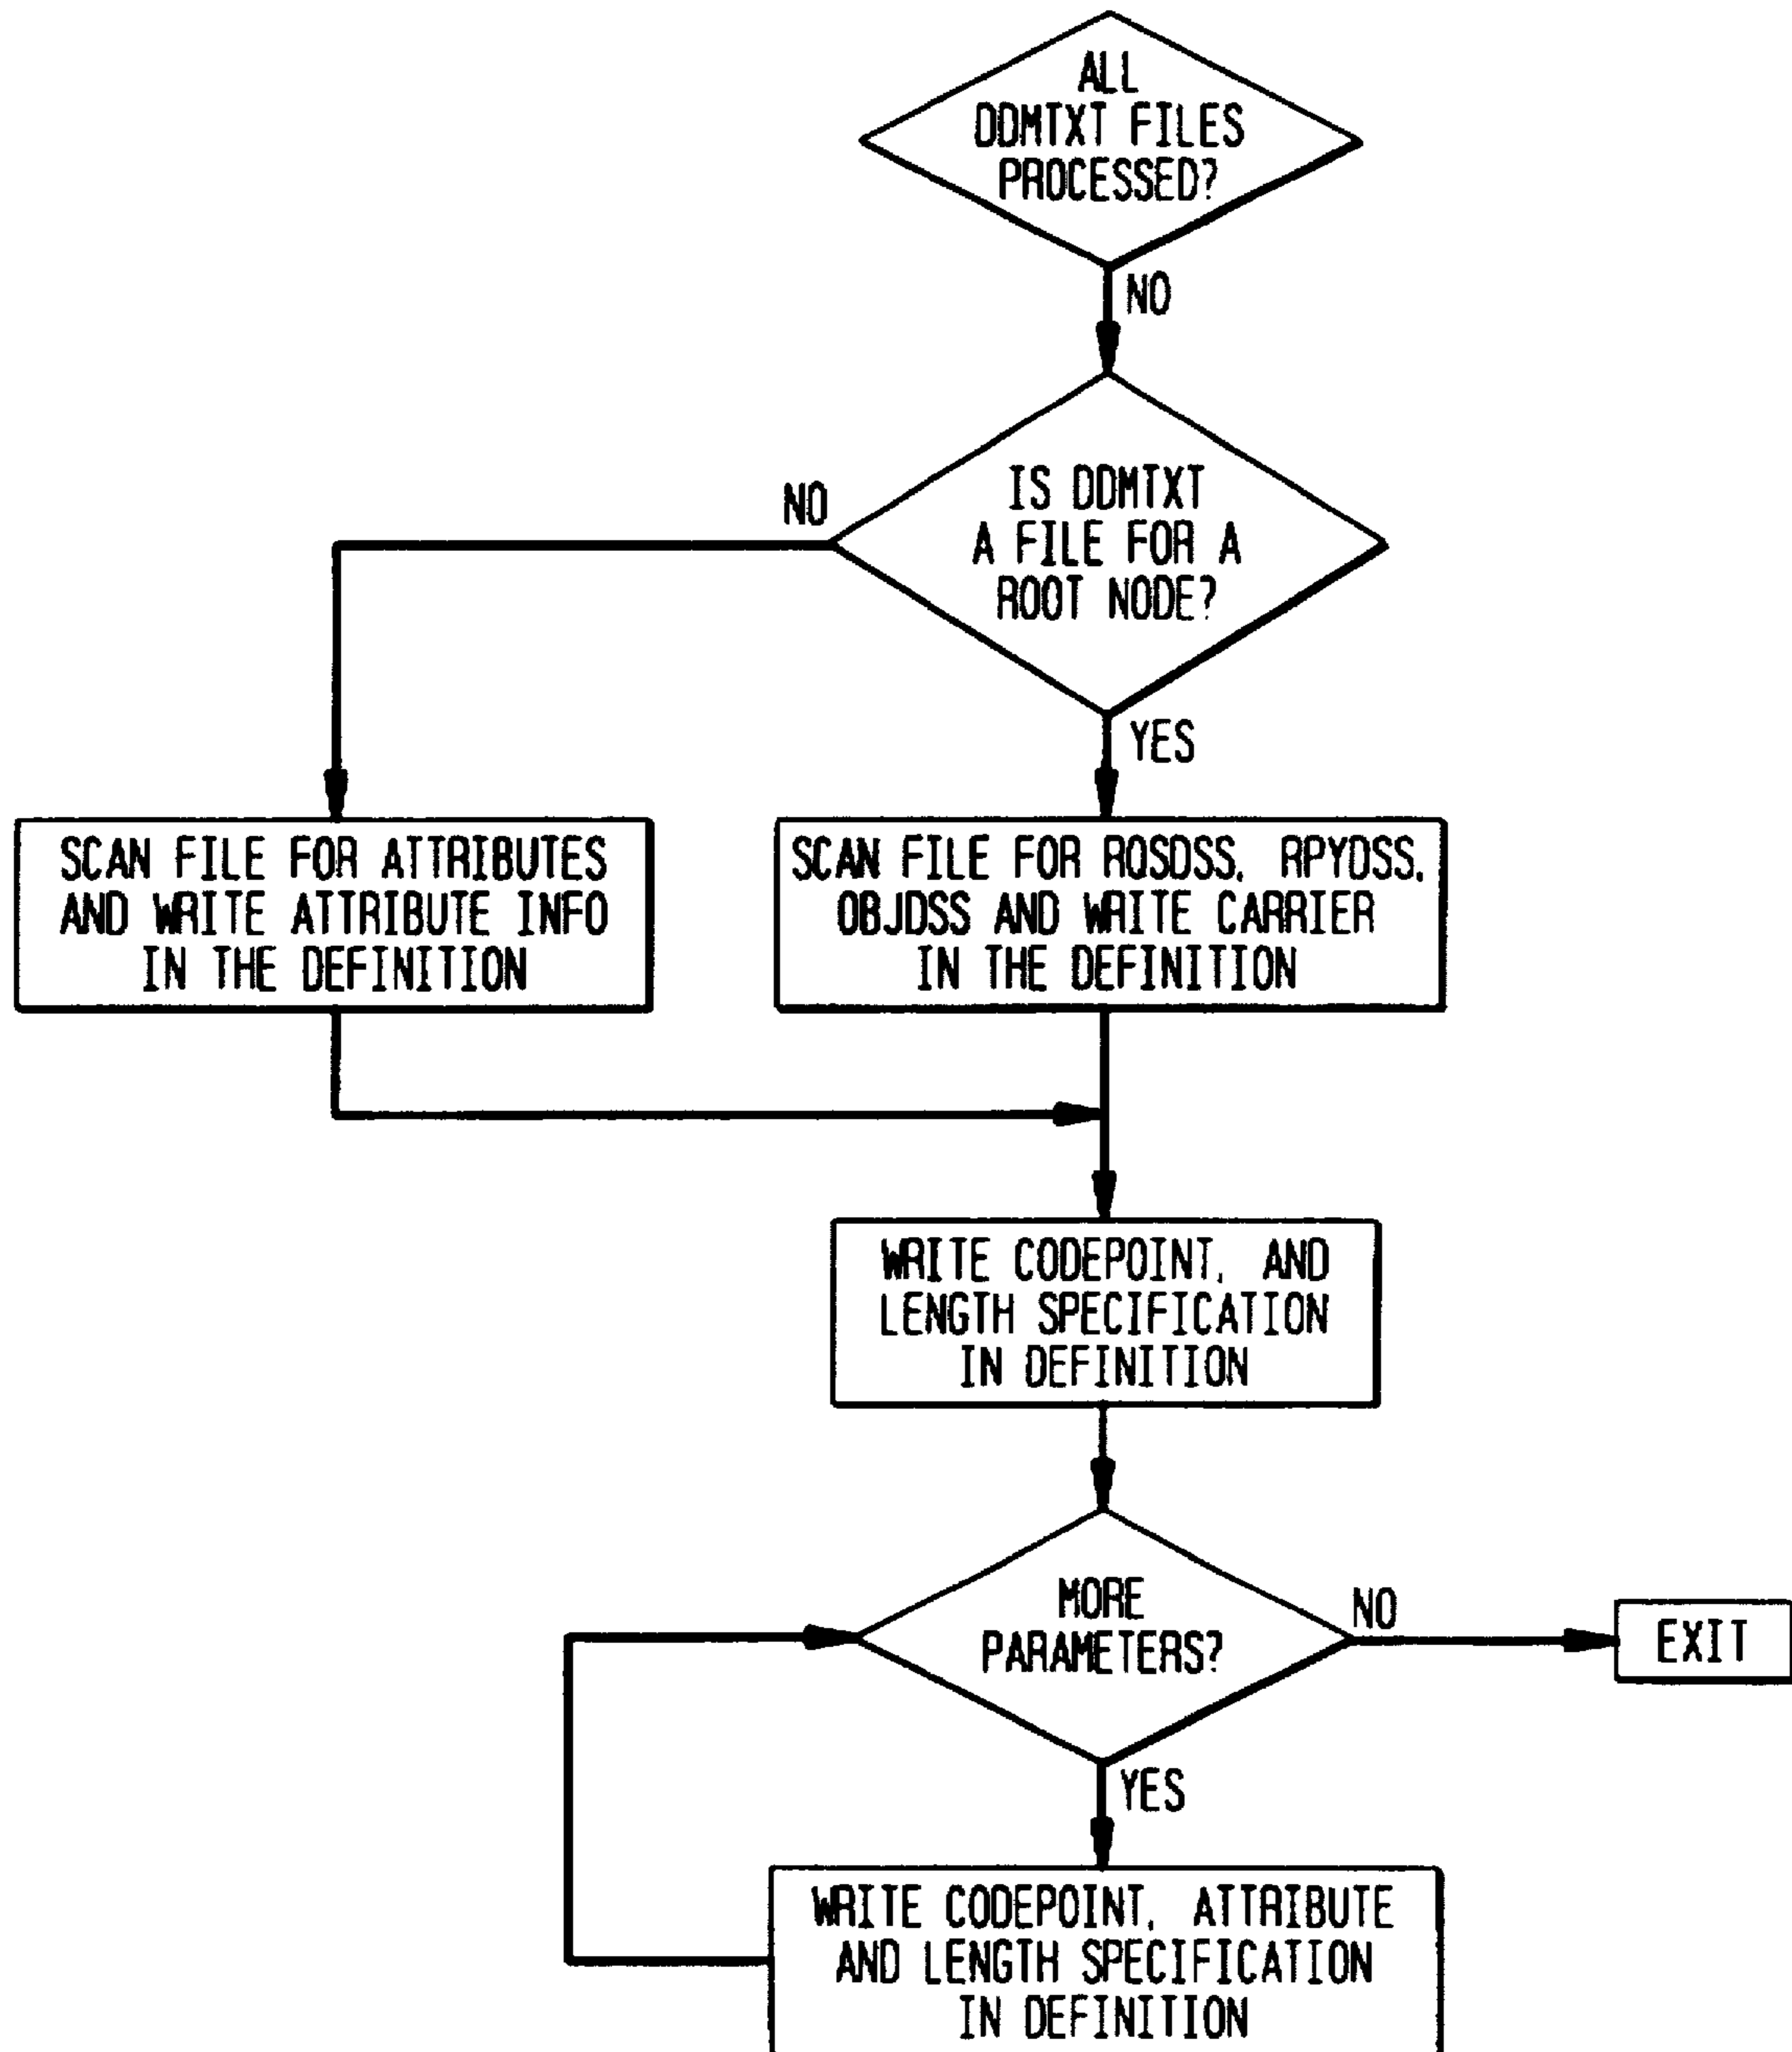 ALL
DDMTXT FILES
PROCESSED?
NO
IS DDMTXT
A FILE FOR A
ROOT NODE?
NO
YES
SCAN FILE FOR ATTRIBUTES
AND WRITE ATTRIBUTE INFO
IN THE DEFINITION
SCAN FILE FOR RQSDSS, RPYDSS,
OBJDSS AND WRITE CARRIER
IN THE DEFINITION
WRITE CODEPOINT, AND
LENGTH SPECIFICATION
IN DEFINITION
MORE
PARAMETERS?
NO
EXIT
YES
WRITE CODEPOINT, ATTRIBUTE
AND LENGTH SPECIFICATION
IN DEFINITION